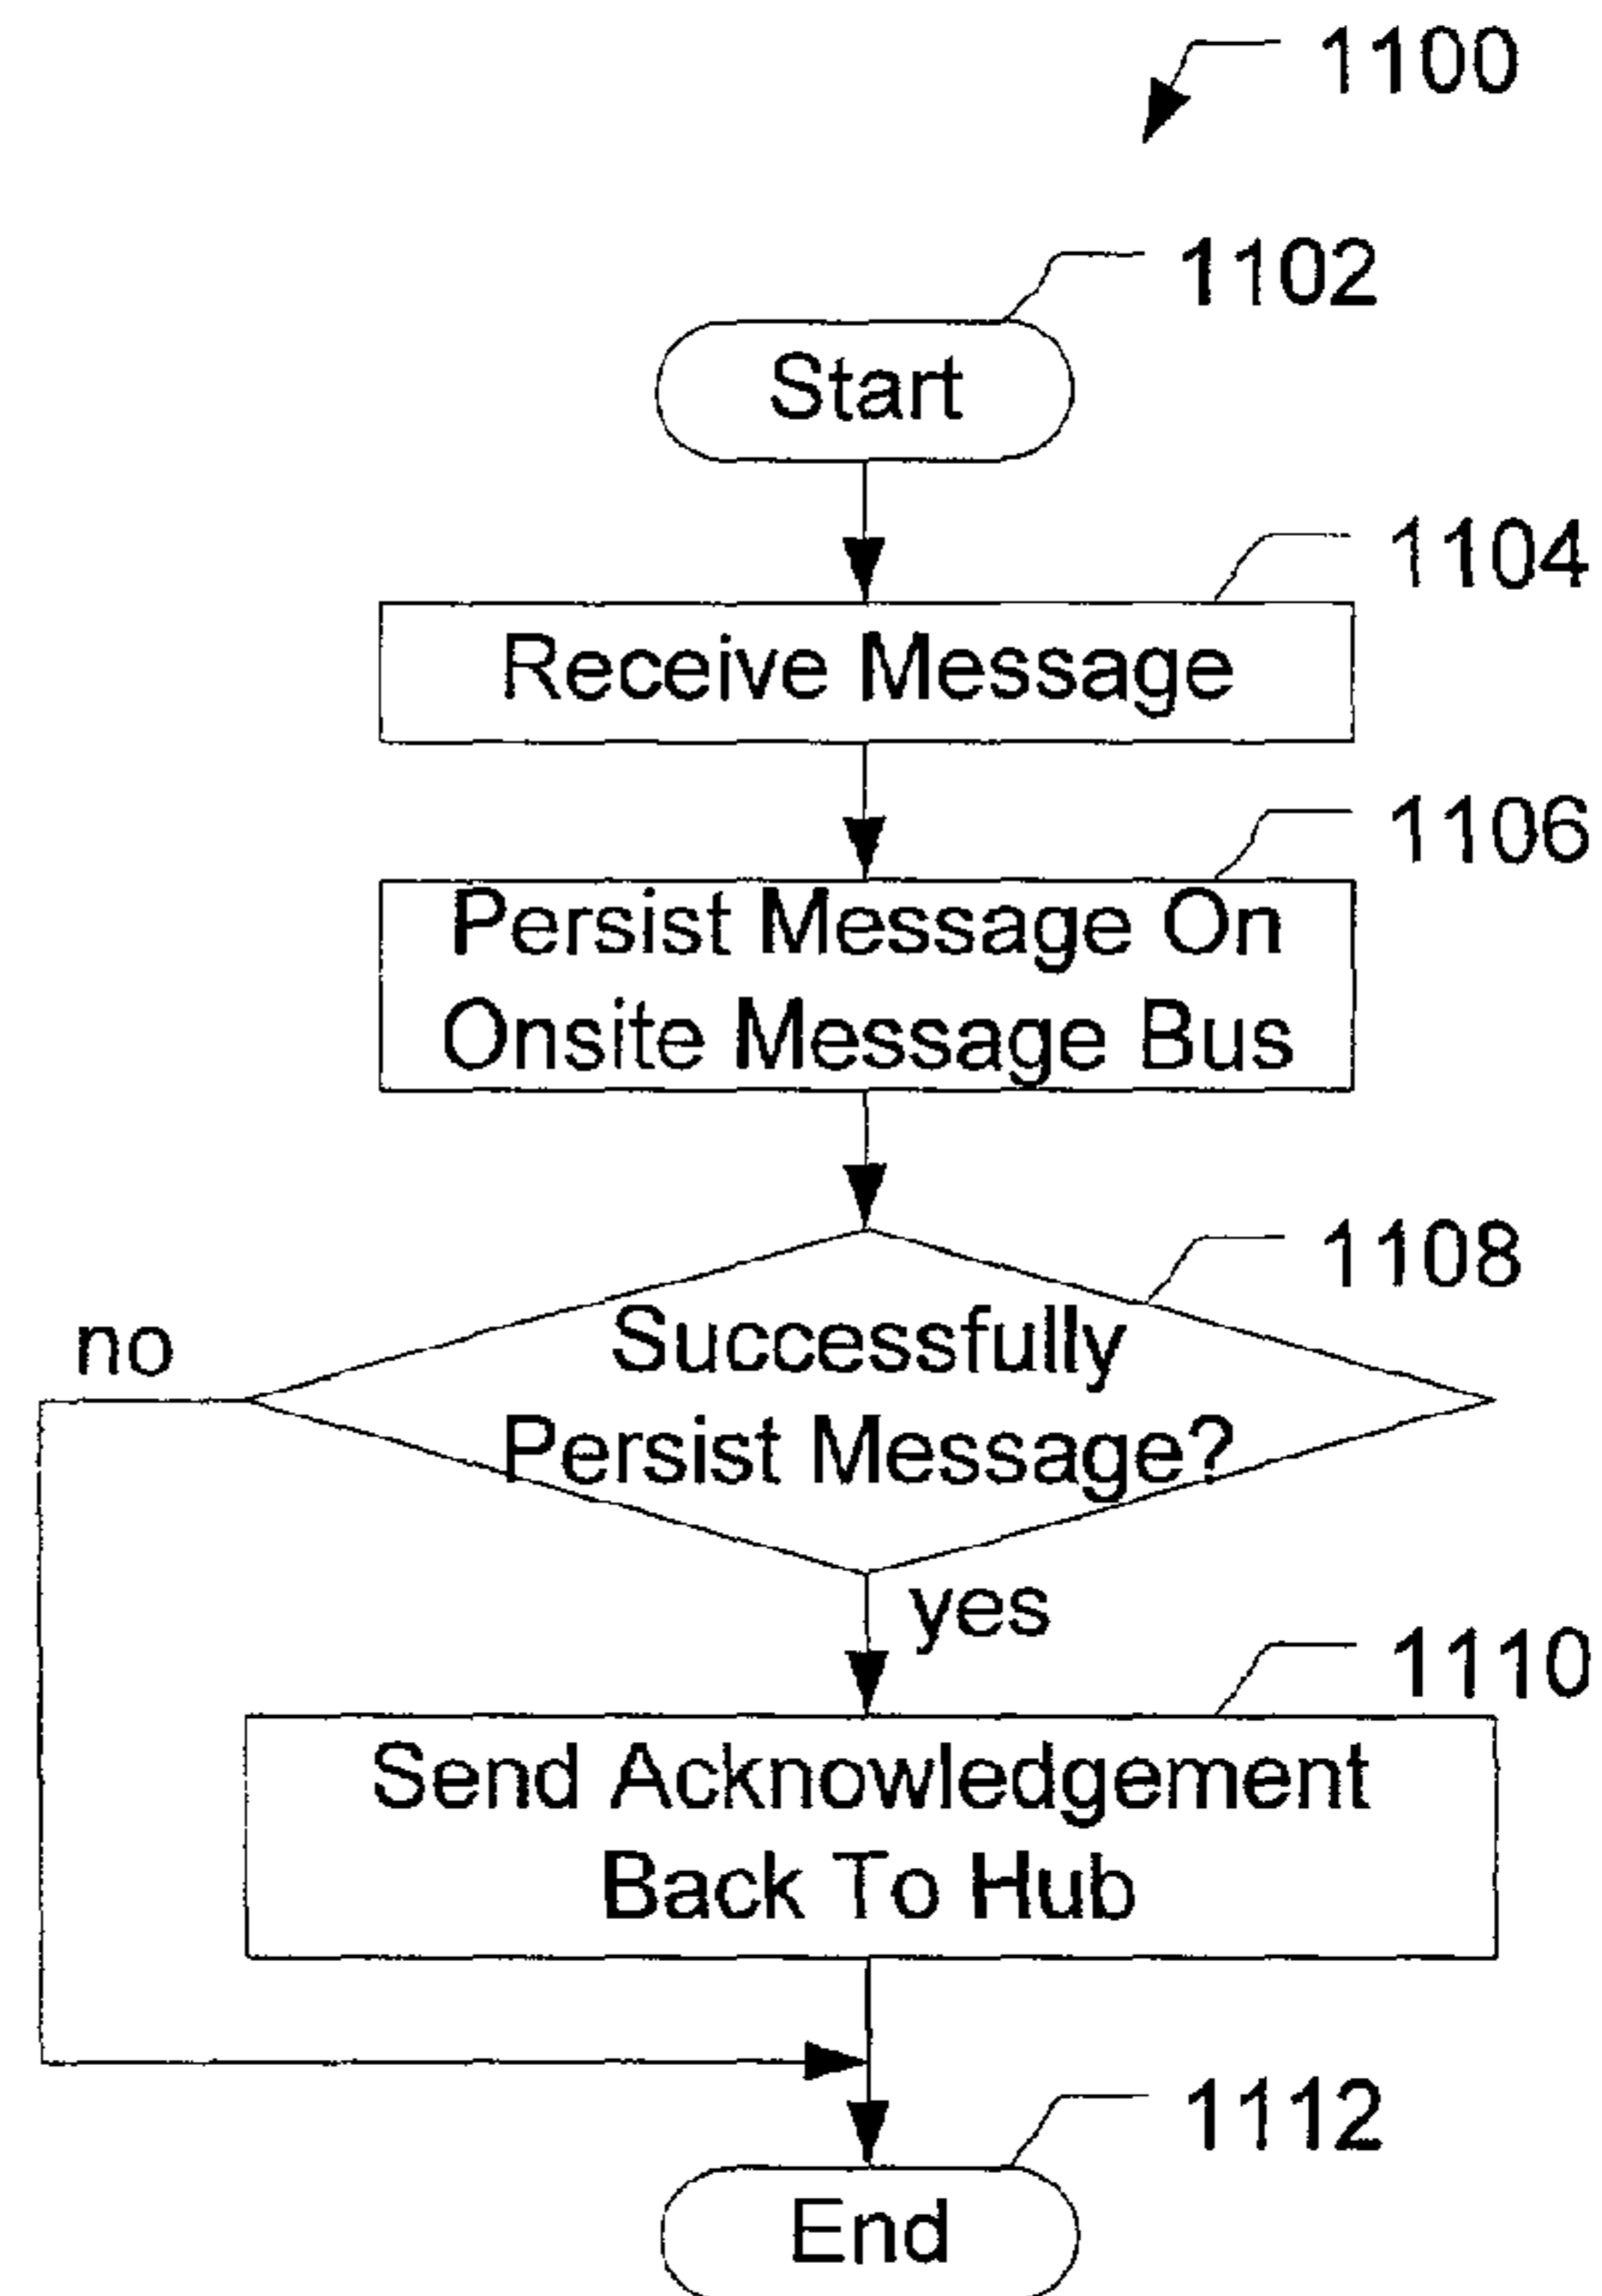 1100
1102
Start
1104
Receive Message
1106
Persist Message On
Onsite Message Bus
1108
no
Successfully
Persist Message?
yes
1110
Send Acknowledgement
Back To Hub
1112
End